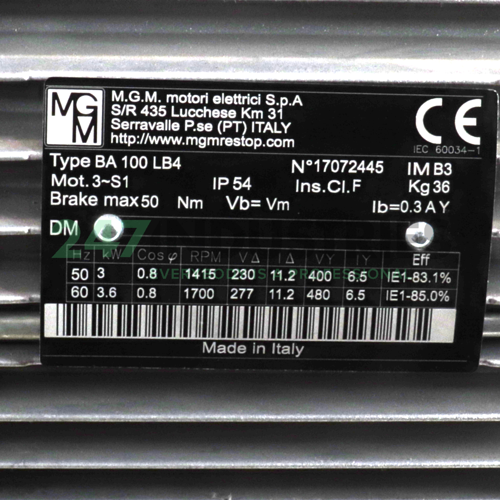 MGM
M.G.M. motori elettrici S.p.A
S/R 435 Lucchese Km 31
Serravalle P.se (PT) ITALY
http://www.mgmrestop.com
CE
IEC 60034-1
Type BA 100 LB4 N°17072445 IM B3
Mot. 3~S1 IP 54 Ins.Cl.F Kg 36
Brake max 50 Nm Vb= Vm Ib=0.3 A Y
DM
Hz kW Cosφ RPM V∆ I∆ VY IY Eff
50 3 0.8 1415 230 11.2 400 6.5 IE1-83.1%
60 3.6 0.8 1700 277 11.2 480 6.5 IE1-85.0%
Made in Italy